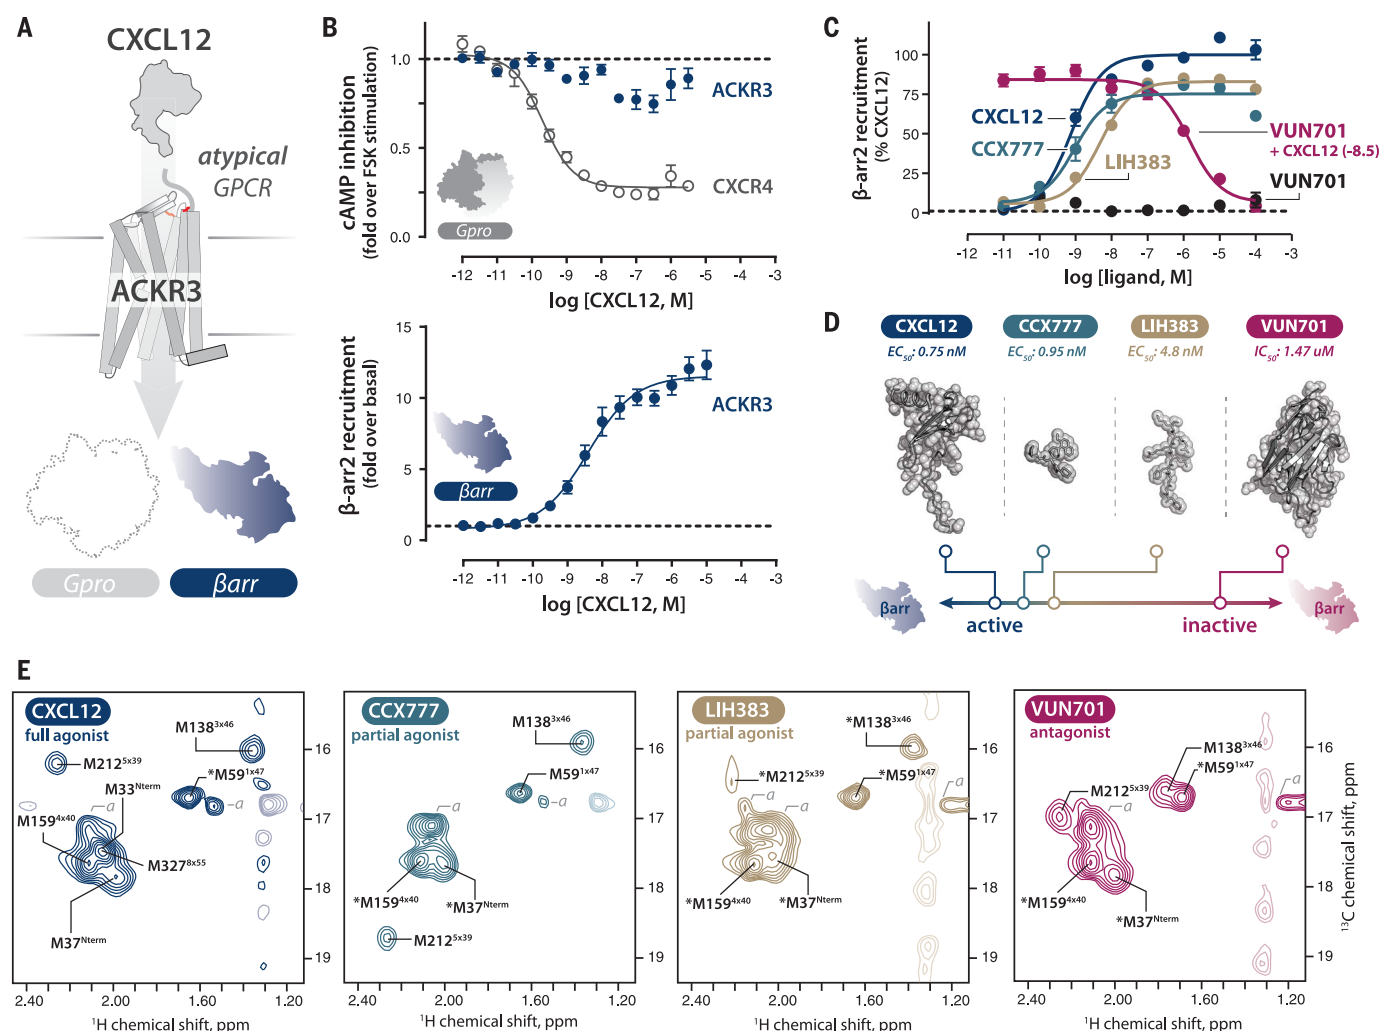 A
CXCL12
atypical
GPCR
ACKR3
Gpro
βarr
B
cAMP inhibition
(fold over FSK stimulation)
1.0
0.5
0.0
ACKR3
CXCR4
Gpro
-12 -11 -10 -9 -8 -7 -6 -5 -4
log [CXCL12, M]
β-arr2 recruitment
(fold over basal)
15
10
5
0
ACKR3
βarr
-12 -11 -10 -9 -8 -7 -6 -5 -4
log [CXCL12, M]
C
β-arr2 recruitment
(% CXCL12)
100
75
50
25
0
CXCL12
CCX777
LIH383
VUN701
+ CXCL12 (-8.5)
VUN701
-12 -11 -10 -9 -8 -7 -6 -5 -4 -3
log [ligand, M]
D
CXCL12
EC50: 0.75 nM
CCX777
EC50: 0.95 nM
LIH383
EC50: 4.8 nM
VUN701
IC50: 1.47 uM
βarr
active
inactive
βarr
E
CXCL12
full agonist
M138³ˣ⁴⁶
M212⁵ˣ³⁹
*M59¹ˣ⁴⁷
M33ᴺᵗᵉʳᵐ
a
a
M159⁴ˣ⁴⁰
M327⁸ˣ⁵⁵
M37ᴺᵗᵉʳᵐ
16
17
18
19
2.40 2.00 1.60 1.20
¹H chemical shift, ppm
CCX777
partial agonist
M138³ˣ⁴⁶
M59¹ˣ⁴⁷
a
a
*M159⁴ˣ⁴⁰
*M37ᴺᵗᵉʳᵐ
M212⁵ˣ³⁹
16
17
18
19
2.40 2.00 1.60 1.20
¹H chemical shift, ppm
LIH383
partial agonist
*M138³ˣ⁴⁶
*M212⁵ˣ³⁹
*M59¹ˣ⁴⁷
a
a
a
*M159⁴ˣ⁴⁰
*M37ᴺᵗᵉʳᵐ
16
17
18
19
2.40 2.00 1.60 1.20
¹H chemical shift, ppm
VUN701
antagonist
M138³ˣ⁴⁶
*M59¹ˣ⁴⁷
M212⁵ˣ³⁹
a
a
*M159⁴ˣ⁴⁰
*M37ᴺᵗᵉʳᵐ
16
17
18
19
¹³C chemical shift, ppm
2.40 2.00 1.60 1.20
¹H chemical shift, ppm